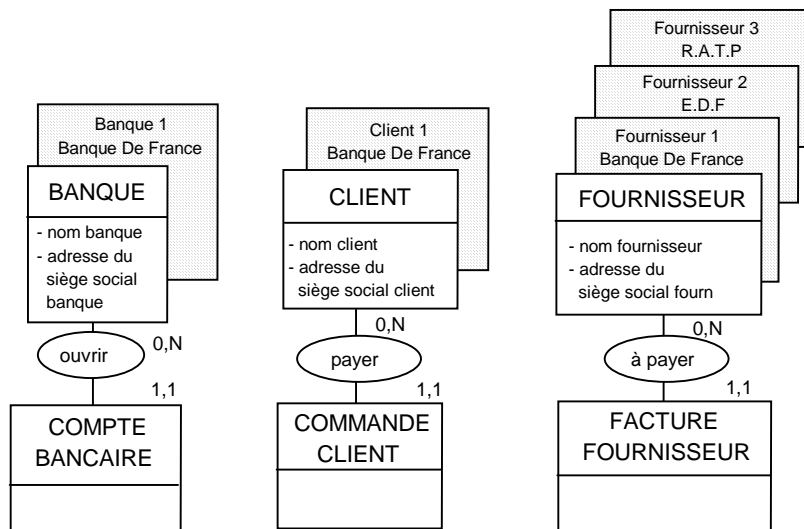 Banque 1
Banque De France
BANQUE
- nom banque
- adresse du
siège social
banque
ouvrir
0,N
1,1
COMPTE
BANCAIRE
Client 1
Banque De France
CLIENT
- nom client
- adresse du
siège social client
0,N
payer
1,1
COMMANDE
CLIENT
Fournisseur 3
R.A.T.P
Fournisseur 2
E.D.F
Fournisseur 1
Banque De France
FOURNISSEUR
- nom fournisseur
- adresse du
siège social fourn
0,N
à payer
1,1
FACTURE
FOURNISSEUR